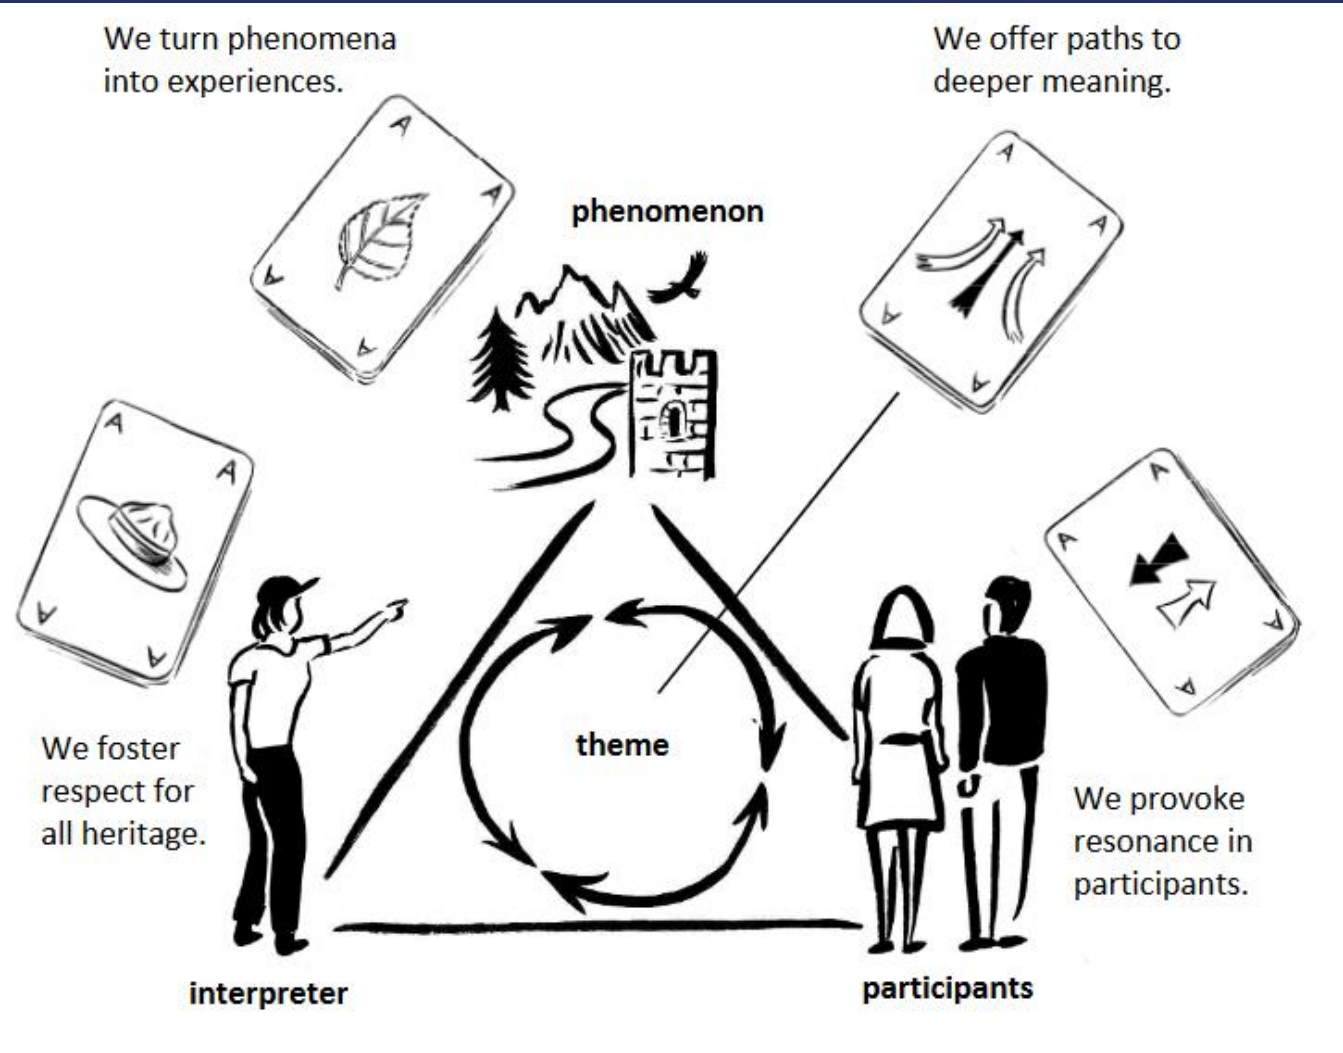 We turn phenomena
into experiences.
We offer paths to
deeper meaning.
A
A
A
A
A
A
A
A
phenomenon
A
A
A
A
A
A
A
A
theme
We foster
respect for
all heritage.
We provoke
resonance in
participants.
interpreter
participants